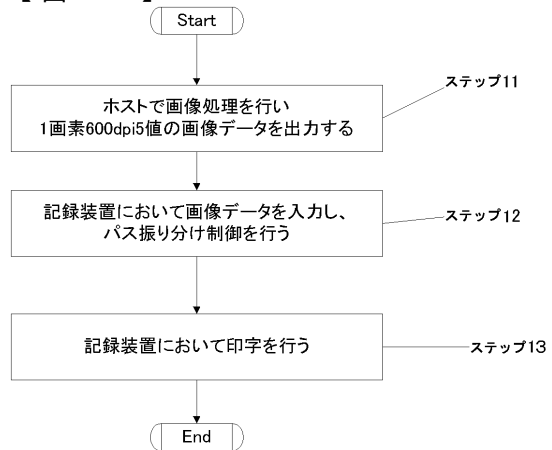 Start
ホストで画像処理を行い
1画素600dpi5値の画像データを出力する
ステップ11
記録装置において画像データを入力し、
パス振り分け制御を行う
ステップ12
記録装置において印字を行う
ステップ13
End